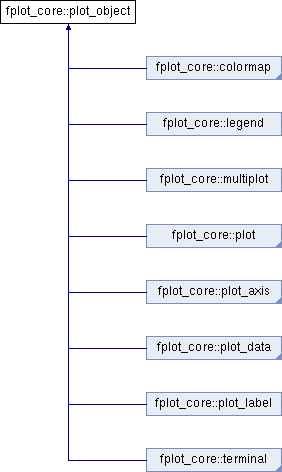 fplot_core::plot_object
fplot_core::colormap
fplot_core::legend
fplot_core::multiplot
fplot_core::plot
fplot_core::plot_axis
fplot_core::plot_data
fplot_core::plot_label
fplot_core::terminal